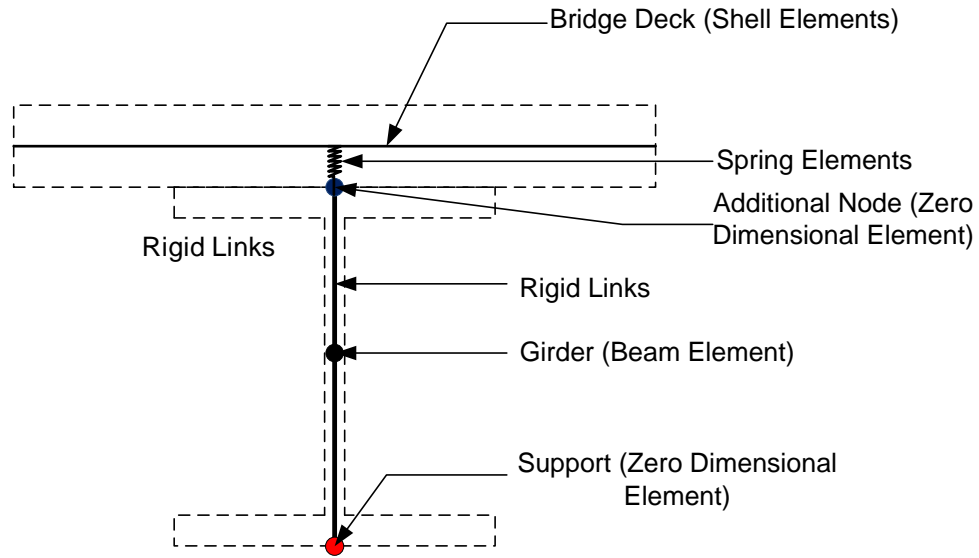 Bridge Deck (Shell Elements)
Spring Elements
Additional Node (Zero
Dimensional Element)
Rigid Links
Rigid Links
Girder (Beam Element)
Support (Zero Dimensional
Element)